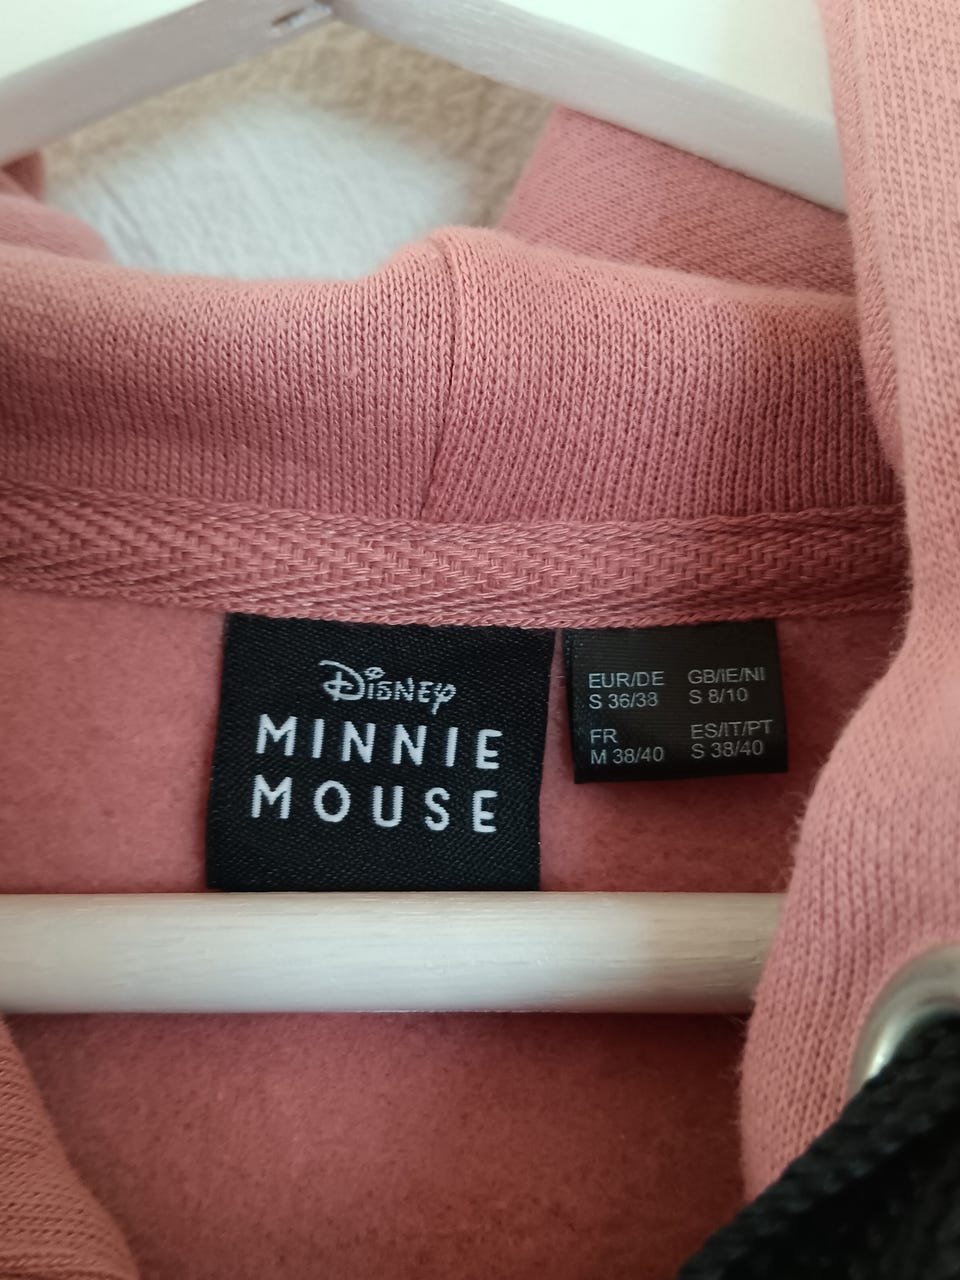 Disney
MINNIE
MOUSE
EUR/DE GB/IE/NI
S 36/38 S 8/10
FR ES/IT/PT
M 38/40 S 38/40